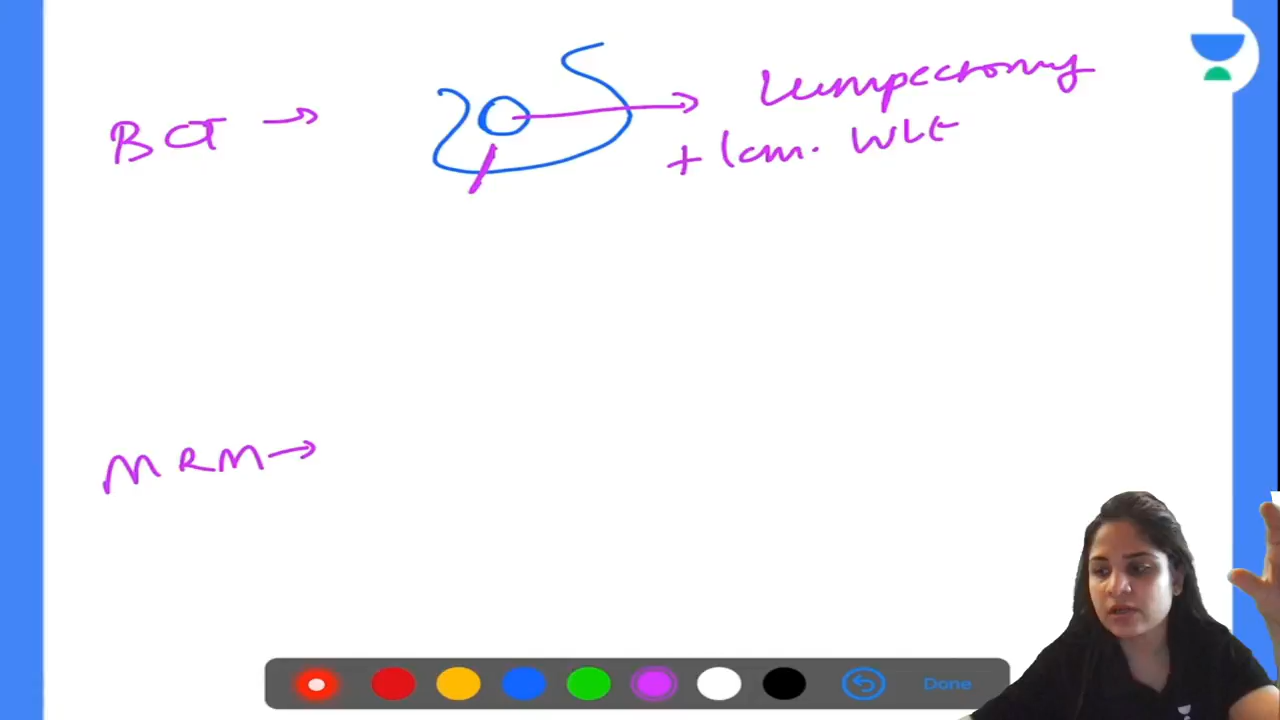 BCT → → Lumpectomy
+ 1cm. WLE
MRM →
Done